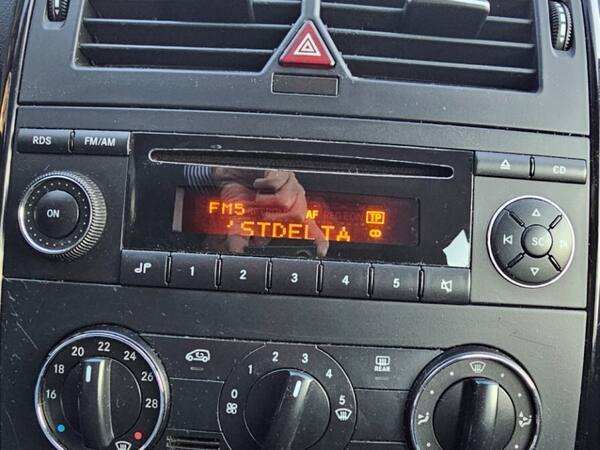 RDS FM/AM CD
ON
FM5 AF TP
'STDELTA
SC
1 2 3 4 5
20 22 24
18 26
16 28
0 1 2 3 4 5
REAR